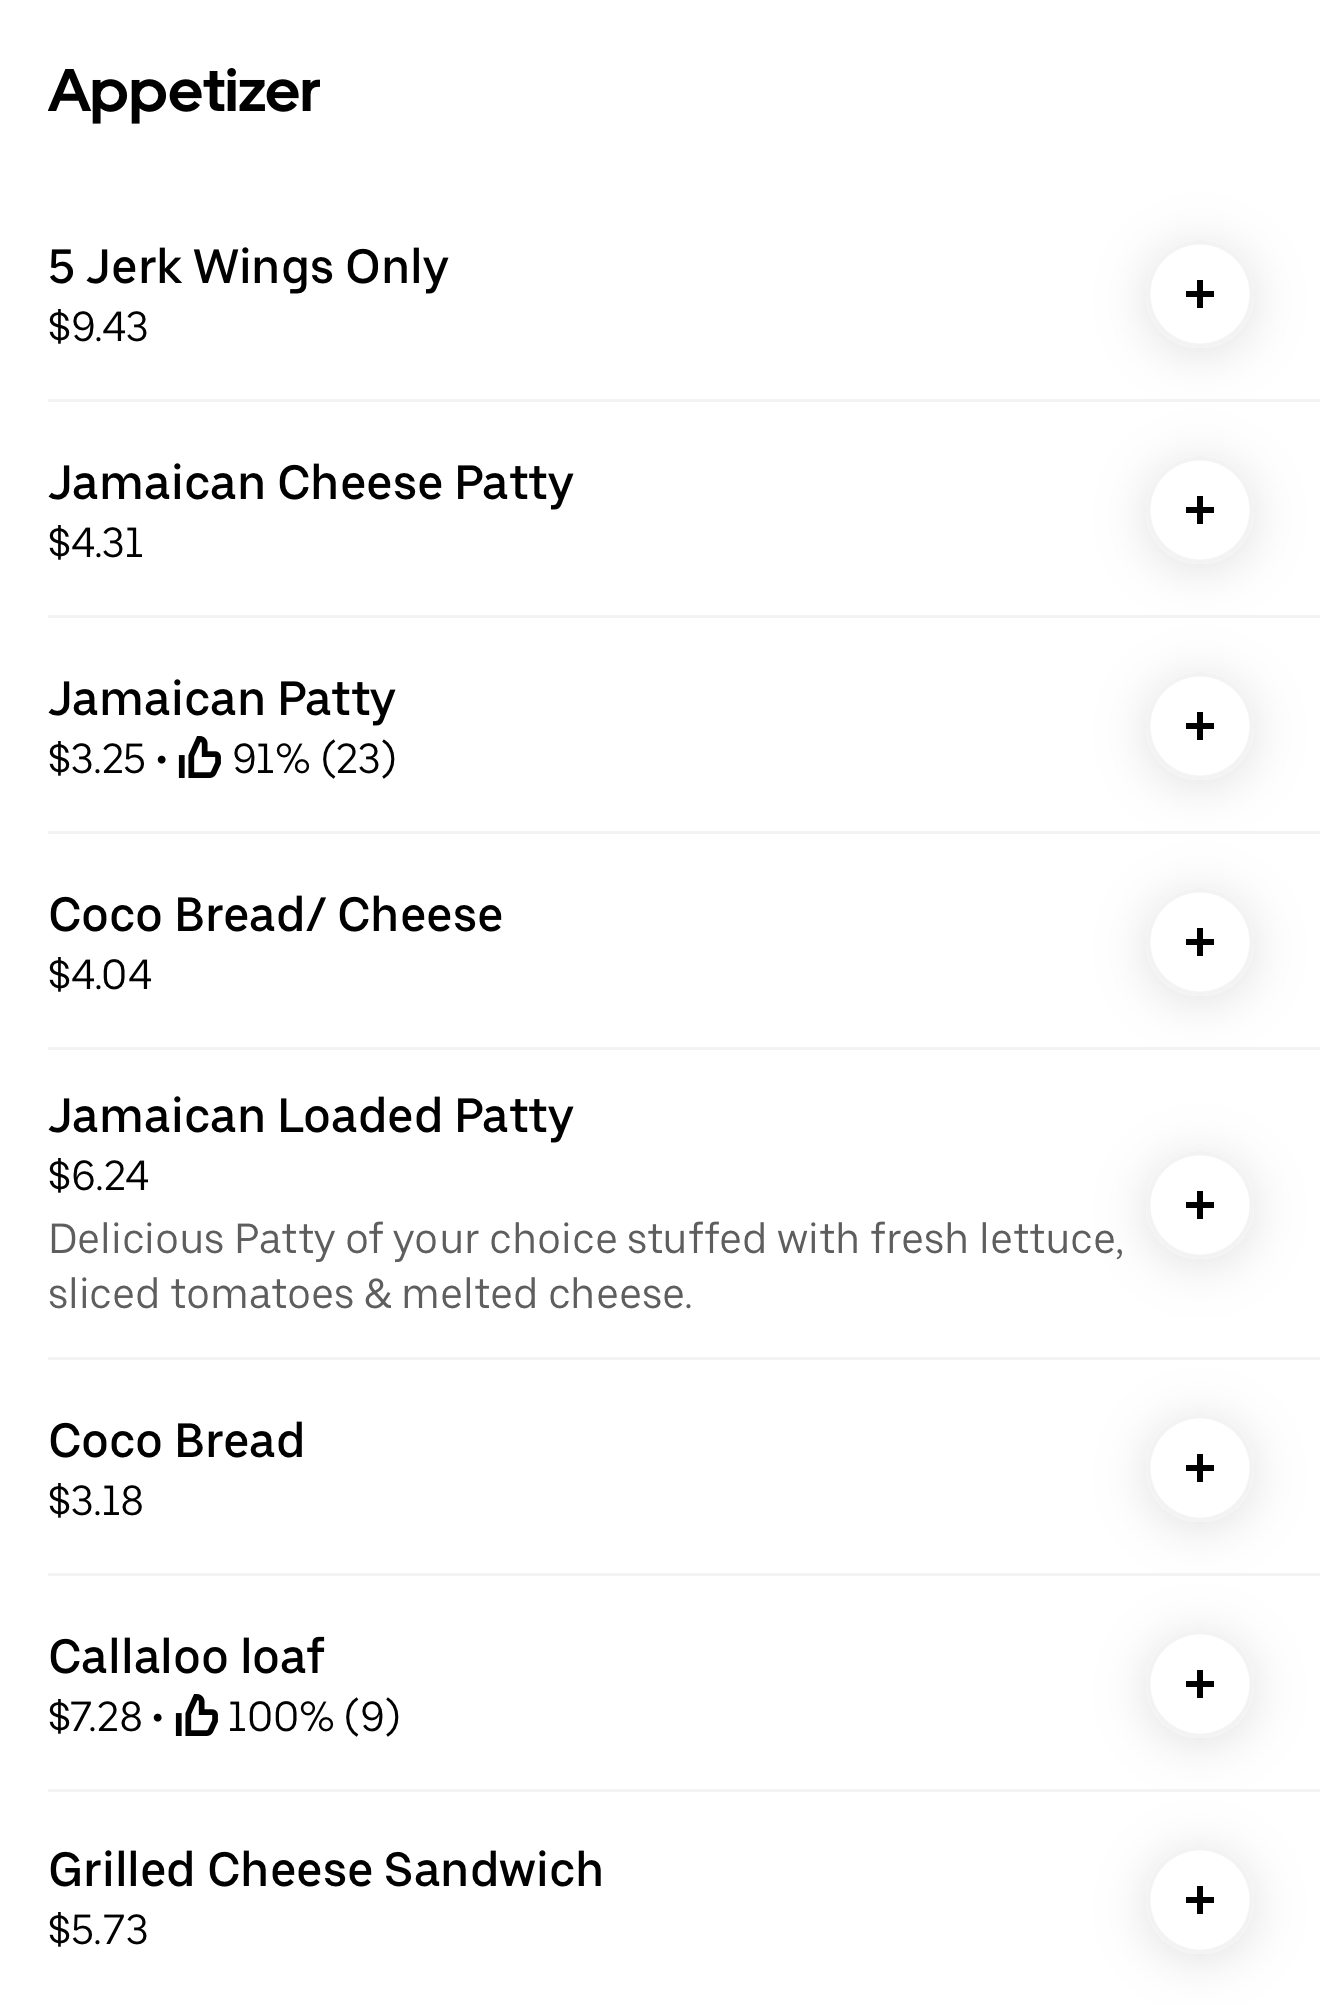 Appetizer
5 Jerk Wings Only
$9.43
Jamaican Cheese Patty
$4.31
Jamaican Patty
$3.25 • 91% (23)
Coco Bread/ Cheese
$4.04
Jamaican Loaded Patty
$6.24
Delicious Patty of your choice stuffed with fresh lettuce,
sliced tomatoes & melted cheese.
Coco Bread
$3.18
Callaloo loaf
$7.28 • 100% (9)
Grilled Cheese Sandwich
$5.73